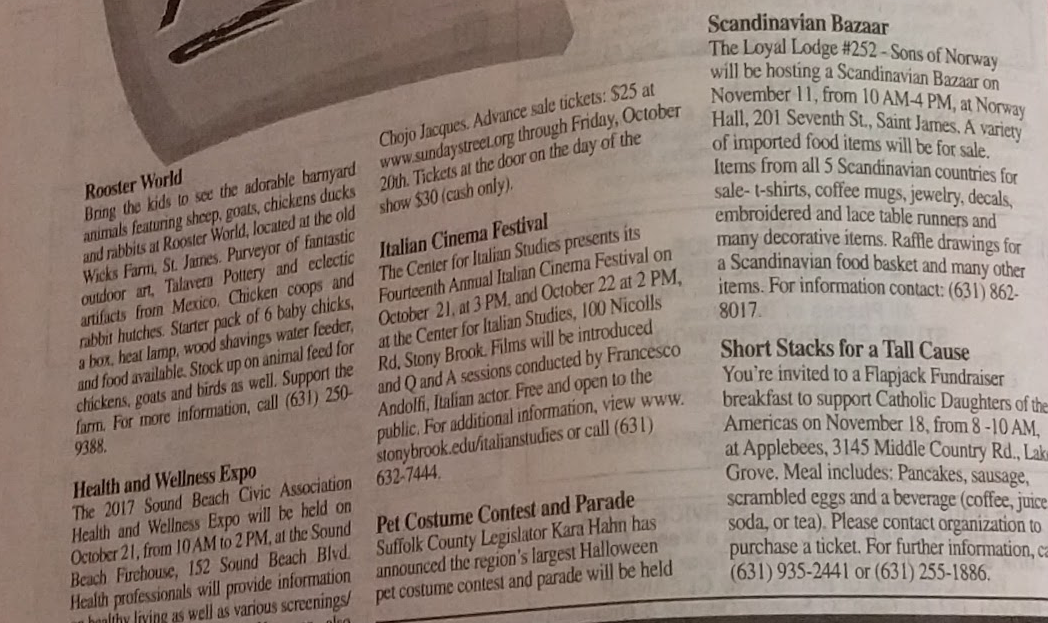 Rooster World
Bring the kids to see the adorable barnyard
animals featuring sheep, goats, chickens ducks
and rabbits at Rooster World, located at the old
Wicks Farm, St. James. Purveyor of fantastic
outdoor art, Talavera Pottery and eclectic
artifacts from Mexico. Chicken coops and
rabbit hutches. Starter pack of 6 baby chicks,
a box, heat lamp, wood shavings water feeder,
and food available. Stock up on animal feed for
chickens, goats and birds as well. Support the
farm. For more information, call (631) 250-
9388.
Health and Wellness Expo
The 2017 Sound Beach Civic Association
Health and Wellness Expo will be held on
October 21, from 10 AM to 2 PM, at the Sound
Beach Firehouse, 152 Sound Beach Blvd.
Health professionals will provide information
healthy living as well as various screenings/
Chojo Jacques. Advance sale tickets: $25 at
www.sundaystreet.org through Friday, October
20th. Tickets at the door on the day of the
show $30 (cash only).
Italian Cinema Festival
The Center for Italian Studies presents its
Fourteenth Annual Italian Cinema Festival on
October 21, at 3 PM, and October 22 at 2 PM,
at the Center for Italian Studies, 100 Nicolls
Rd, Stony Brook. Films will be introduced
and Q and A sessions conducted by Francesco
Andolfi, Italian actor. Free and open to the
public. For additional information, view www.
stonybrook.edu/italianstudies or call (631)
632-7444.
Pet Costume Contest and Parade
Suffolk County Legislator Kara Hahn has
announced the region's largest Halloween
pet costume contest and parade will be held
Scandinavian Bazaar
The Loyal Lodge #252 - Sons of Norway
will be hosting a Scandinavian Bazaar on
November 11, from 10 AM-4 PM, at Norway
Hall, 201 Seventh St., Saint James. A variety
of imported food items will be for sale.
Items from all 5 Scandinavian countries for
sale- t-shirts, coffee mugs, jewelry, decals,
embroidered and lace table runners and
many decorative items. Raffle drawings for
a Scandinavian food basket and many other
items. For information contact: (631) 862-
8017.
Short Stacks for a Tall Cause
You're invited to a Flapjack Fundraiser
breakfast to support Catholic Daughters of the
Americas on November 18, from 8 -10 AM,
at Applebees, 3145 Middle Country Rd., Lak
Grove. Meal includes: Pancakes, sausage,
scrambled eggs and a beverage (coffee, juice
soda, or tea). Please contact organization to
purchase a ticket. For further information, ca
(631) 935-2441 or (631) 255-1886.